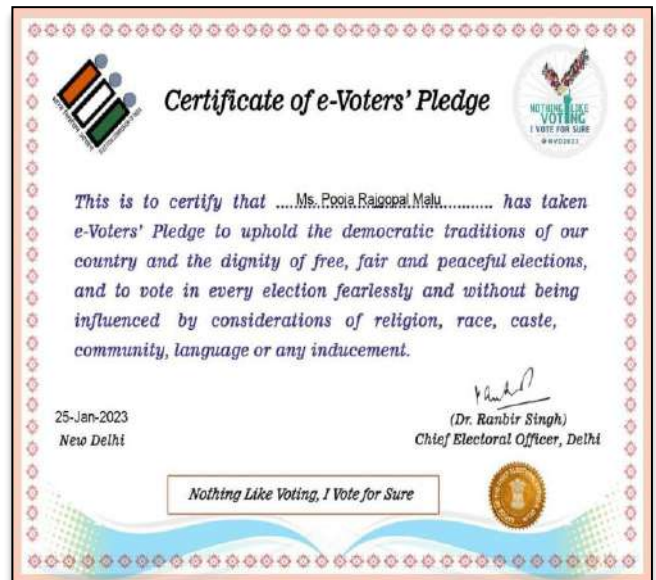 Certificate of e-Voters' Pledge
NOTHING LIKE
VOTING
I VOTE FOR SURE
#NVD2023
This is to certify that .....Ms. Pooja Rajgopal Malu............ has taken
e-Voters' Pledge to uphold the democratic traditions of our
country and the dignity of free, fair and peaceful elections,
and to vote in every election fearlessly and without being
influenced by considerations of religion, race, caste,
community, language or any inducement.
25-Jan-2023
New Delhi
(Dr. Ranbir Singh)
Chief Electoral Officer, Delhi
Nothing Like Voting, I Vote for Sure